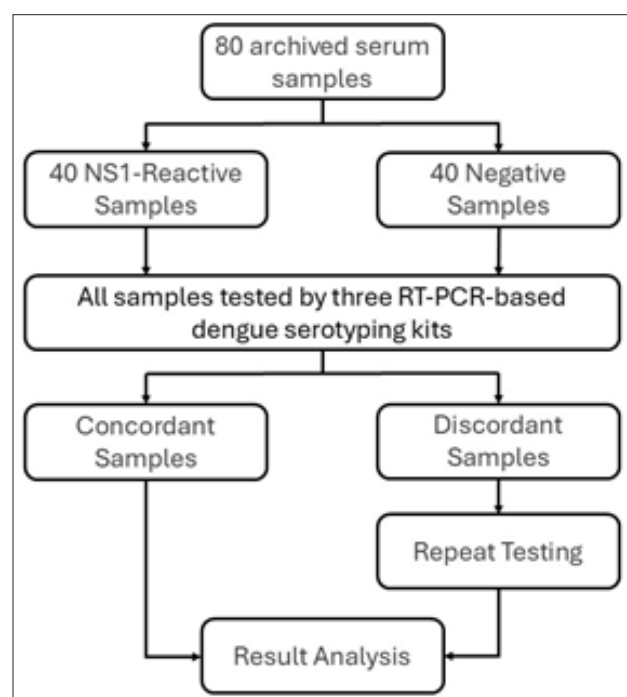 80 archived serum
samples
40 NS1-Reactive
Samples
40 Negative
Samples
All samples tested by three RT-PCR-based
dengue serotyping kits
Concordant
Samples
Discordant
Samples
Repeat Testing
Result Analysis